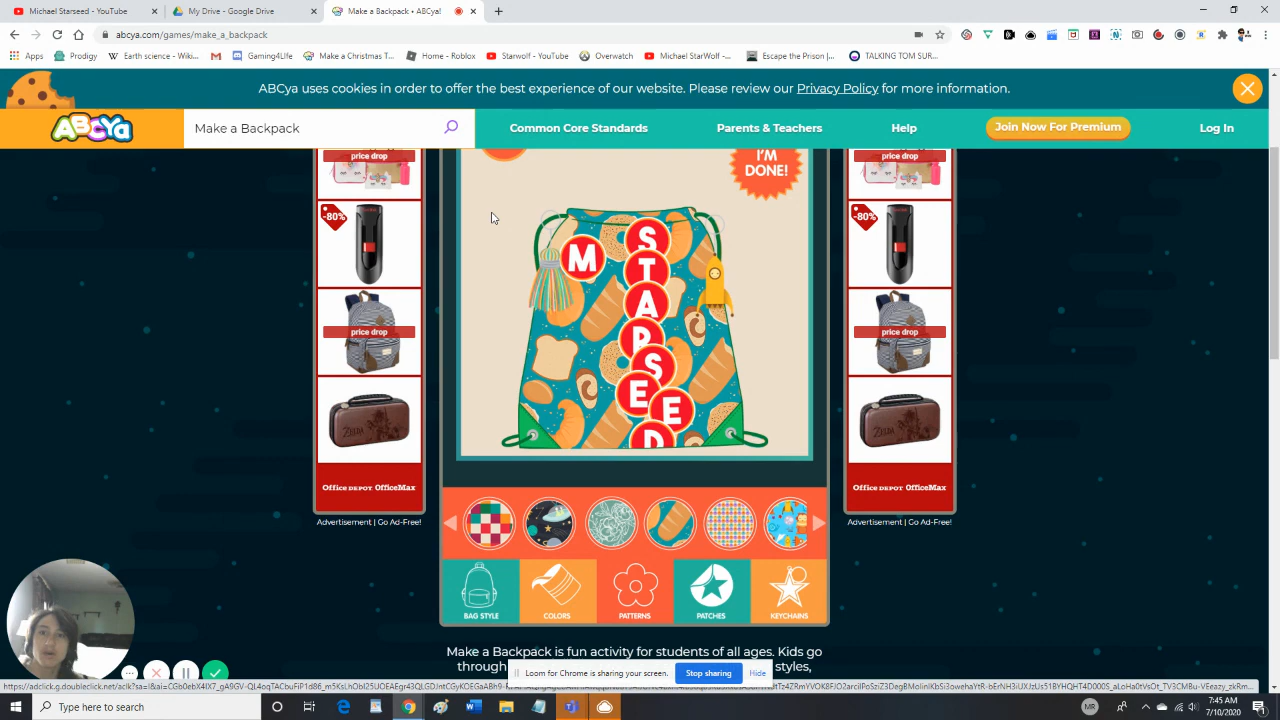 Michael Starseed - YouTube
My Drive - Google Drive
Make a Backpack • ABCya!
abcya.com/games/make_a_backpack
Apps
Prodigy
Earth science - Wiki...
Gaming4Life
Make a Christmas T...
Home - Roblox
Starwolf - YouTube
Overwatch
Michael StarWolf -...
Escape the Prison |...
TALKING TOM SUR...
ABCya uses cookies in order to offer the best experience of our website. Please review our Privacy Policy for more information.
ABCYa
Make a Backpack
Common Core Standards
Parents & Teachers
Help
Join Now For Premium
Log In
price drop
price drop
I'M
DONE!
-80%
-80%
M
S
T
A
R
S
E
E
D
price drop
price drop
ZELDA
ZELDA
Office DEPOT OfficeMax
Office DEPOT OfficeMax
Advertisement | Go Ad-Free!
Advertisement | Go Ad-Free!
BAG STYLE
COLORS
PATTERNS
PATCHES
KEYCHAINS
Make a Backpack is fun activity for students of all ages. Kids go
through
styles,
Loom for Chrome is sharing your screen.
Stop sharing
Hide
Type here to search
7:45 AM
7/10/2020
MR